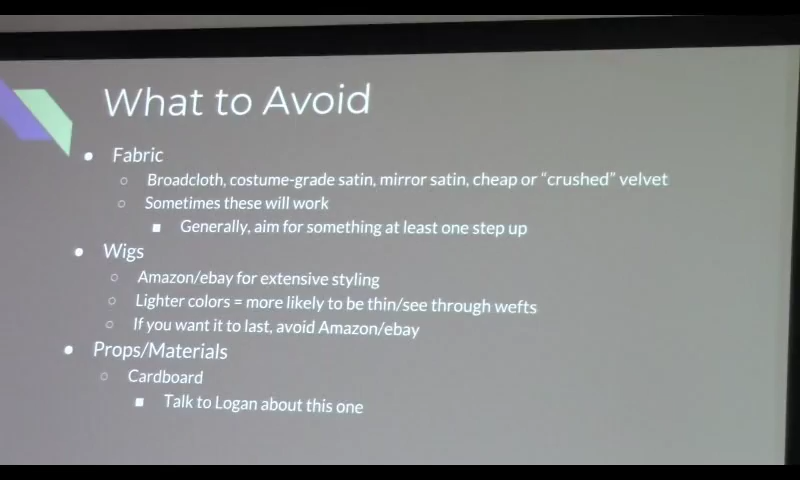 What to Avoid
Fabric
Broadcloth, costume-grade satin, mirror satin, cheap or “crushed” velvet
Sometimes these will work
Generally, aim for something at least one step up
Wigs
Amazon/ebay for extensive styling
Lighter colors = more likely to be thin/see through wefts
If you want it to last, avoid Amazon/ebay
Props/Materials
Cardboard
Talk to Logan about this one